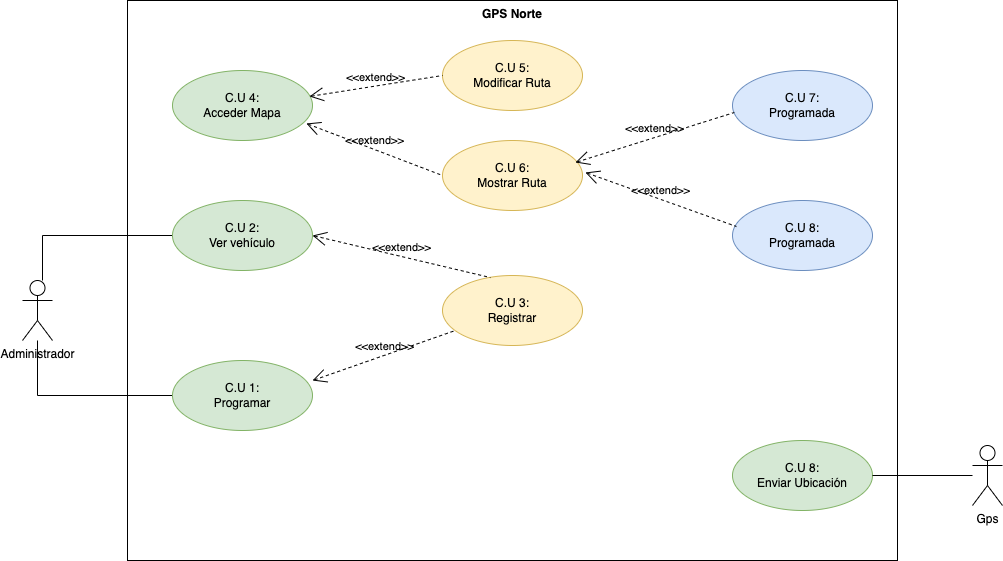 GPS Norte
C.U 5:
Modificar Ruta
<<extend>>
C.U 4:
Acceder Mapa
C.U 7:
Programada
<<extend>>
<<extend>>
C.U 6:
Mostrar Ruta
<<extend>>
C.U 2:
Ver vehículo
C.U 8:
Programada
<<extend>>
C.U 3:
Registrar
Administrador
<<extend>>
C.U 1:
Programar
C.U 8:
Enviar Ubicación
Gps